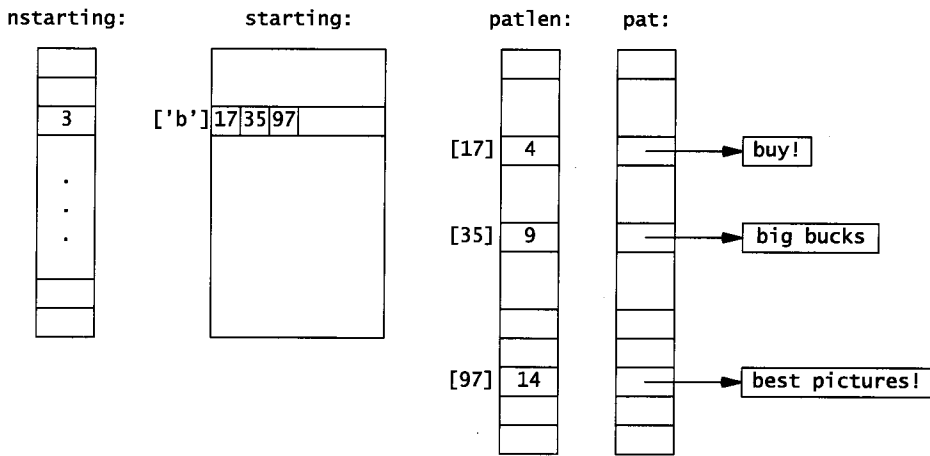 nstarting: starting: patlen: pat:
3 ['b'] 17 35 97
[17] 4 buy!
[35] 9 big bucks
[97] 14 best pictures!